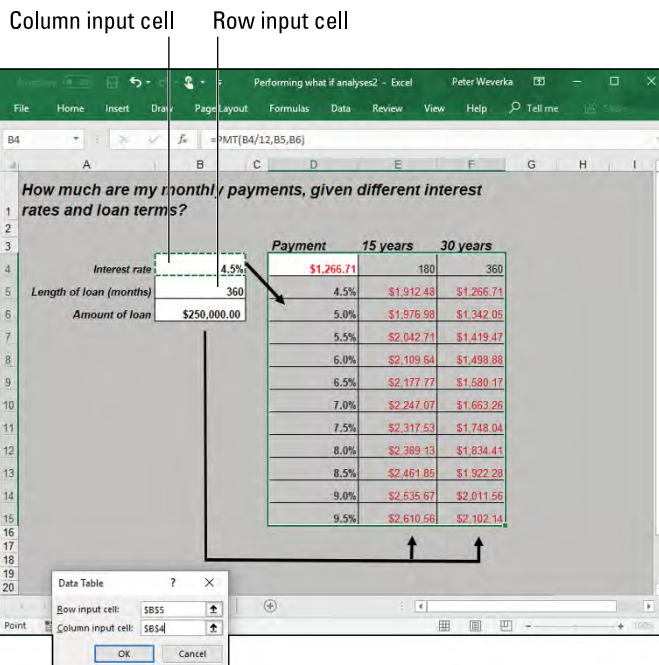 Column input cell Row input cell
Performing what if analyses2 - Excel Peter Weverka
File Home Insert Draw Page Layout Formulas Data Review View Help Tell me
B4 fx =PMT(B4/12,B5,B6)
A B C D E F G H I
How much are my monthly payments, given different interest
1 rates and loan terms?
2
3 Payment 15 years 30 years
4 Interest rate 4.5% $1,266.71 180 360
5 Length of loan (months) 360 4.5% $1,912.48 $1,266.71
6 Amount of loan $250,000.00 5.0% $1,976.98 $1,342.05
7 5.5% $2,042.71 $1,419.47
8 6.0% $2,109.64 $1,498.88
9 6.5% $2,177.77 $1,580.17
10 7.0% $2,247.07 $1,663.26
11 7.5% $2,317.53 $1,748.04
12 8.0% $2,389.13 $1,834.41
13 8.5% $2,461.85 $1,922.28
14 9.0% $2,535.67 $2,011.56
15 9.5% $2,610.56 $2,102.14
16
17
18
19
20
Data Table ? ×
Row input cell: $B$5
Point Column input cell: $B$4 100%
OK Cancel